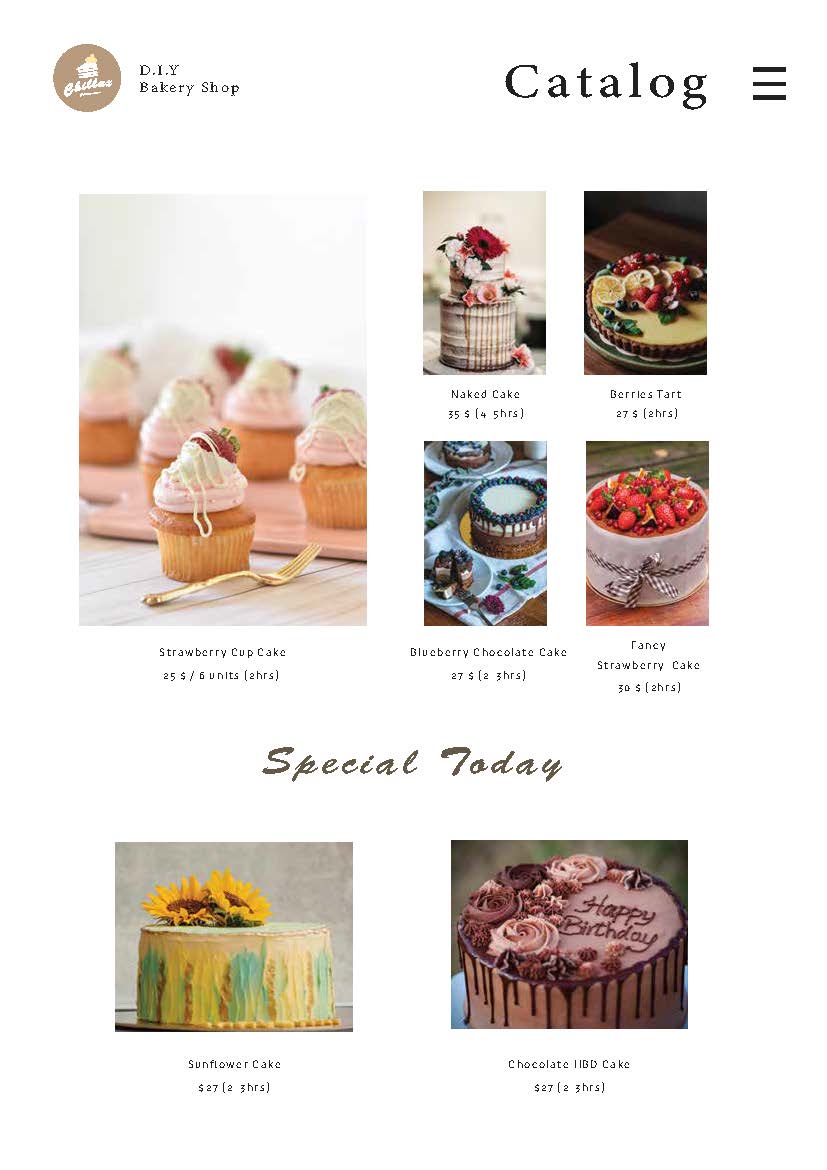 Chillax
D.I.Y
Bakery Shop
Catalog
Naked Cake
35 $ (4 5hrs)
Berries Tart
27 $ (2hrs)
Strawberry Cup Cake
25 $ / 6 units (2hrs)
Blueberry Chocolate Cake
27 $ (2 3hrs)
Fancy
Strawberry Cake
30 $ (2hrs)
Special Today
Happy
Birthday
Sunflower Cake
$27 (2 3hrs)
Chocolate HBD Cake
$27 (2 3hrs)